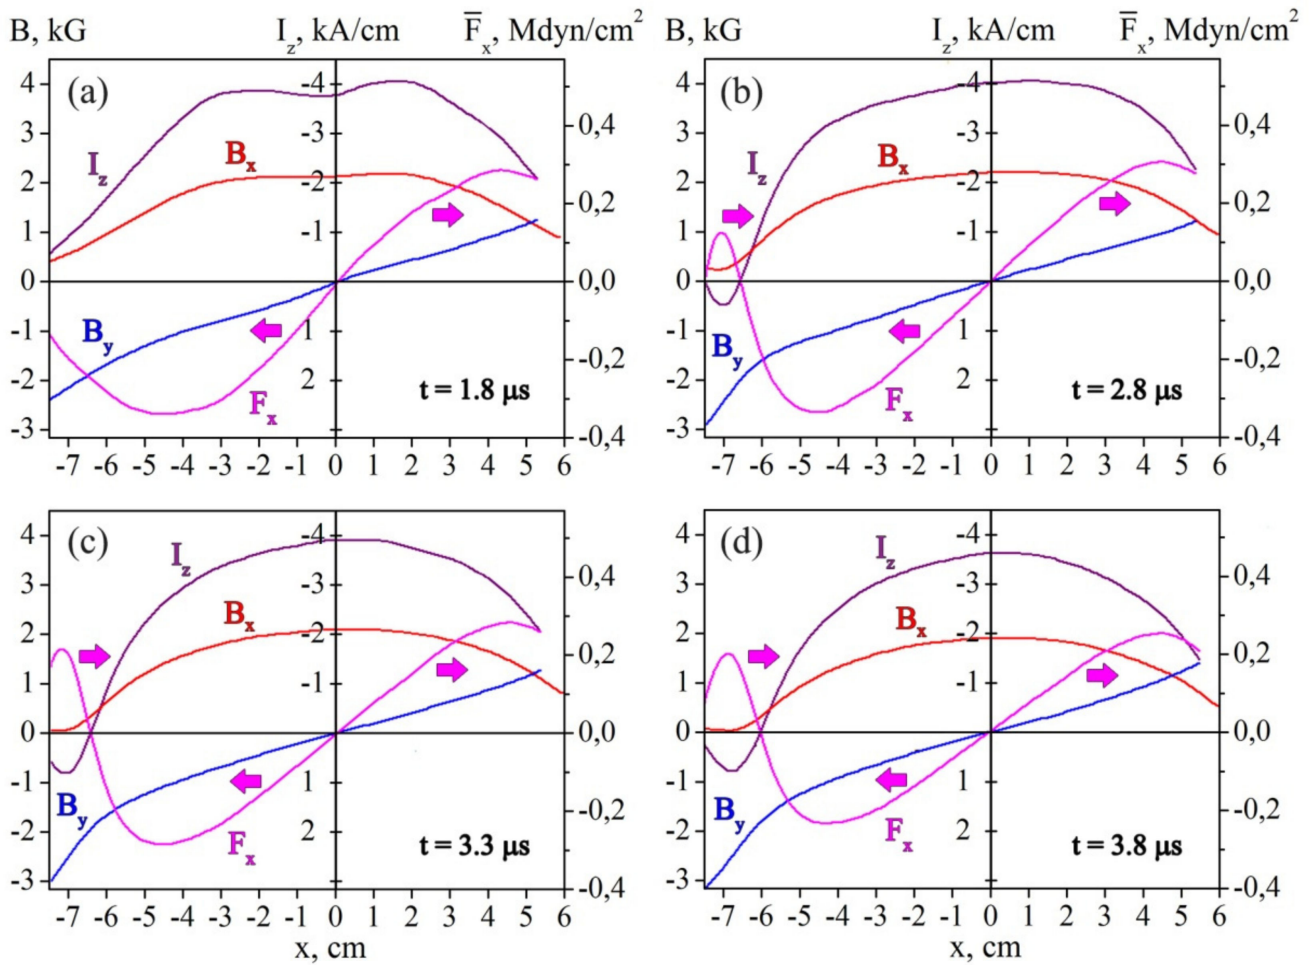 B, kG I_z, kA/cm F̅_x, Mdyn/cm² B, kG I_z, kA/cm F̅_x, Mdyn/cm²
(a)
4
3
2
1
0
-1
-2
-3
-4
-3
-2
-1
1
2
0,4
0,2
0,0
-0,2
-0,4
I_z
B_x
B_y
F_x
t = 1.8 μs
-7 -6 -5 -4 -3 -2 -1 0 1 2 3 4 5 6
(b)
4
3
2
1
0
-1
-2
-3
-4
-3
-2
-1
1
2
0,4
0,2
0,0
-0,2
-0,4
I_z
B_x
B_y
F_x
t = 2.8 μs
-7 -6 -5 -4 -3 -2 -1 0 1 2 3 4 5 6
(c)
4
3
2
1
0
-1
-2
-3
-4
-3
-2
-1
1
2
0,4
0,2
0,0
-0,2
-0,4
I_z
B_x
B_y
F_x
t = 3.3 μs
-7 -6 -5 -4 -3 -2 -1 0 1 2 3 4 5 6
x, cm
(d)
4
3
2
1
0
-1
-2
-3
-4
-3
-2
-1
1
2
0,4
0,2
0,0
-0,2
-0,4
I_z
B_x
B_y
F_x
t = 3.8 μs
-7 -6 -5 -4 -3 -2 -1 0 1 2 3 4 5 6
x, cm